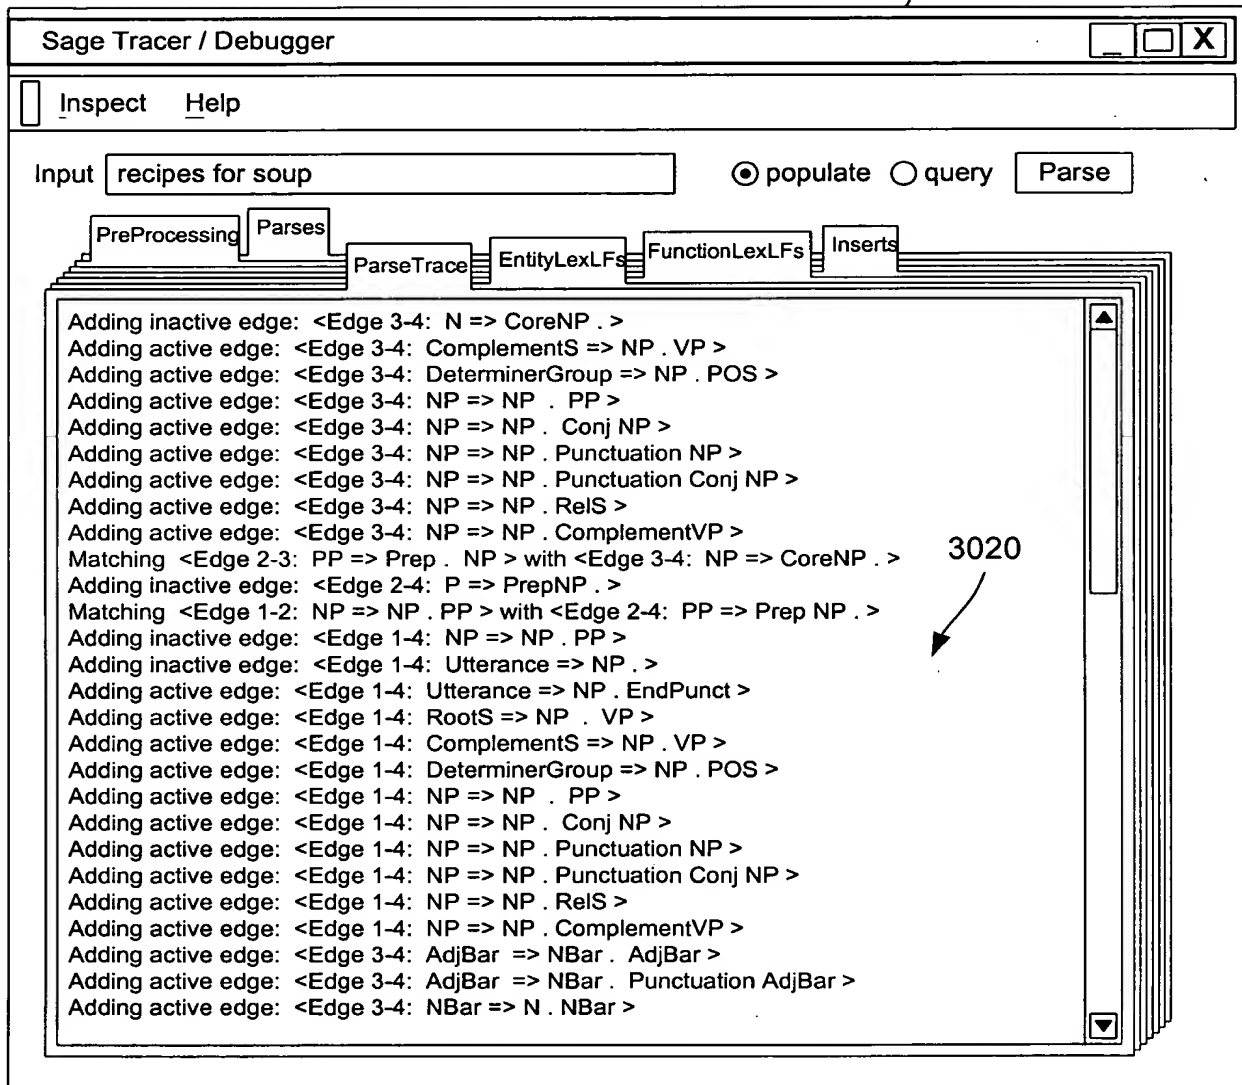 Sage Tracer / Debugger
_ X
Inspect Help
Input recipes for soup populate query Parse
PreProcessing Parses ParseTrace EntityLexLFs FunctionLexLFs Inserts
Adding inactive edge: <Edge 3-4: N => CoreNP . >
Adding active edge: <Edge 3-4: ComplementS => NP . VP >
Adding active edge: <Edge 3-4: DeterminerGroup => NP . POS >
Adding active edge: <Edge 3-4: NP => NP . PP >
Adding active edge: <Edge 3-4: NP => NP . Conj NP >
Adding active edge: <Edge 3-4: NP => NP . Punctuation NP >
Adding active edge: <Edge 3-4: NP => NP . Punctuation Conj NP >
Adding active edge: <Edge 3-4: NP => NP . RelS >
Adding active edge: <Edge 3-4: NP => NP . ComplementVP >
Matching <Edge 2-3: PP => Prep . NP > with <Edge 3-4: NP => CoreNP . >
3020
Adding inactive edge: <Edge 2-4: P => PrepNP . >
Matching <Edge 1-2: NP => NP . PP > with <Edge 2-4: PP => Prep NP . >
Adding inactive edge: <Edge 1-4: NP => NP . PP >
Adding inactive edge: <Edge 1-4: Utterance => NP . >
Adding active edge: <Edge 1-4: Utterance => NP . EndPunct >
Adding active edge: <Edge 1-4: RootS => NP . VP >
Adding active edge: <Edge 1-4: ComplementS => NP . VP >
Adding active edge: <Edge 1-4: DeterminerGroup => NP . POS >
Adding active edge: <Edge 1-4: NP => NP . PP >
Adding active edge: <Edge 1-4: NP => NP . Conj NP >
Adding active edge: <Edge 1-4: NP => NP . Punctuation NP >
Adding active edge: <Edge 1-4: NP => NP . Punctuation Conj NP >
Adding active edge: <Edge 1-4: NP => NP . RelS >
Adding active edge: <Edge 1-4: NP => NP . ComplementVP >
Adding active edge: <Edge 3-4: AdjBar => NBar . AdjBar >
Adding active edge: <Edge 3-4: AdjBar => NBar . Punctuation AdjBar >
Adding active edge: <Edge 3-4: NBar => N . NBar >